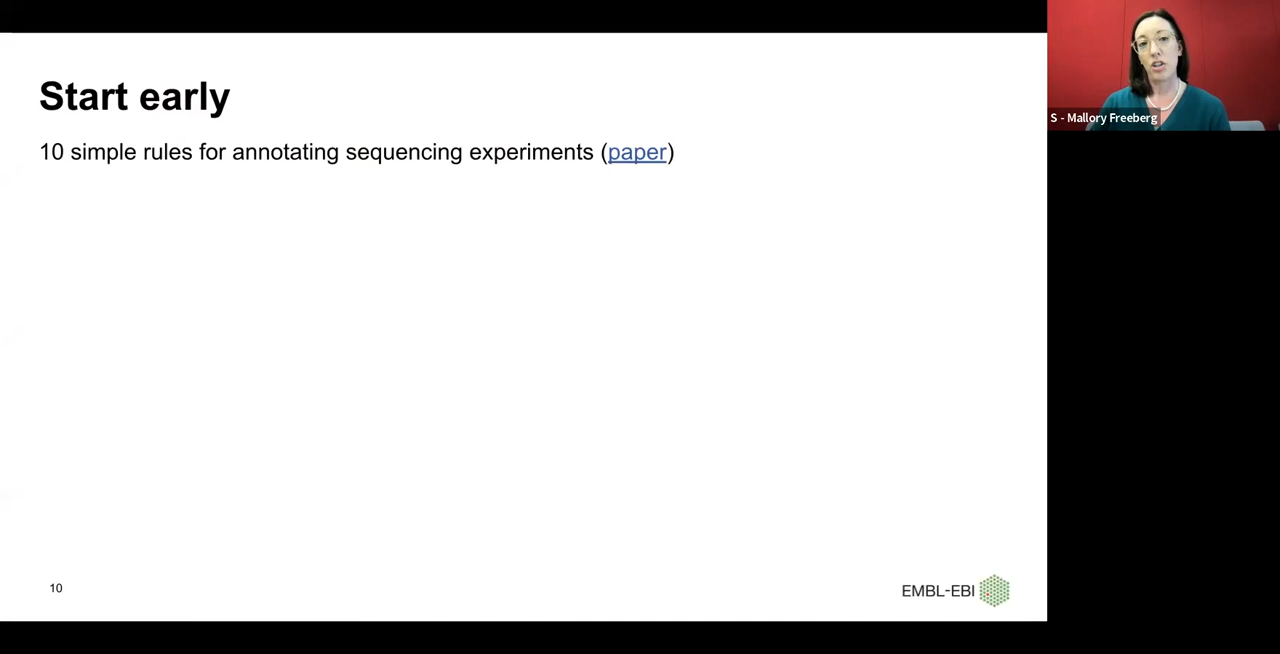 Start early
10 simple rules for annotating sequencing experiments (paper)
S - Mallory Freeberg
10
EMBL-EBI